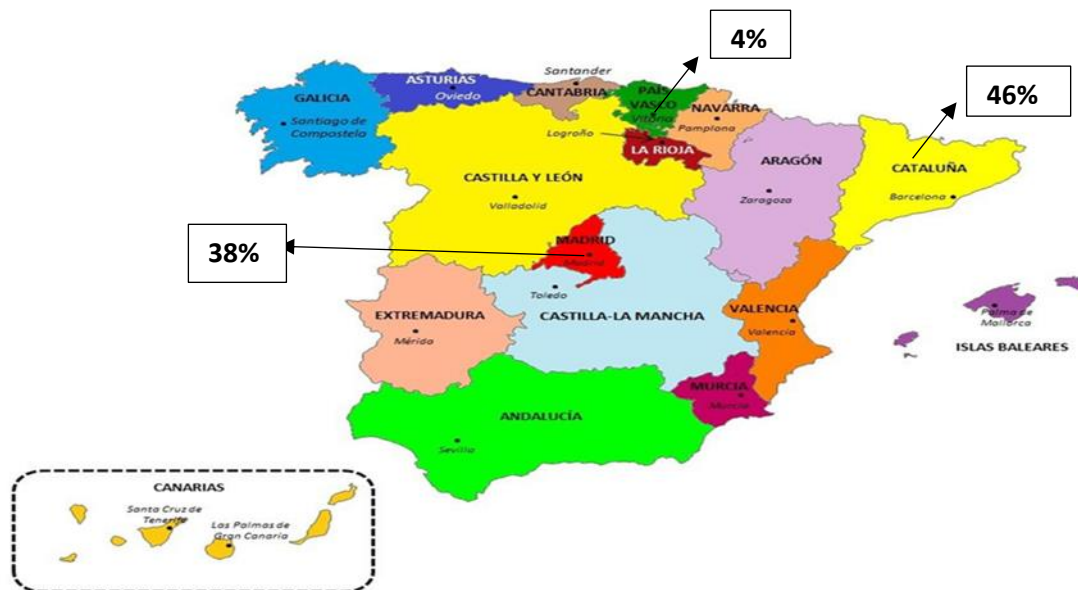 4%
46%
Santander
ASTURIAS
Oviedo
CANTABRIA
PAÍS
VASCO
Vitoria
NAVARRA
Pamplona
GALICIA
Santiago de
Compostela
Logroño
LA RIOJA
ARAGÓN
Zaragoza
CATALUÑA
Barcelona
CASTILLA Y LEÓN
Valladolid
38%
MADRID
Madrid
Toledo
CASTILLA-LA MANCHA
EXTREMADURA
Mérida
VALENCIA
Valencia
Palma de
Mallorca
ISLAS BALEARES
MURCIA
Murcia
ANDALUCÍA
Sevilla
CANARIAS
Santa Cruz de
Tenerife
Las Palmas de
Gran Canaria